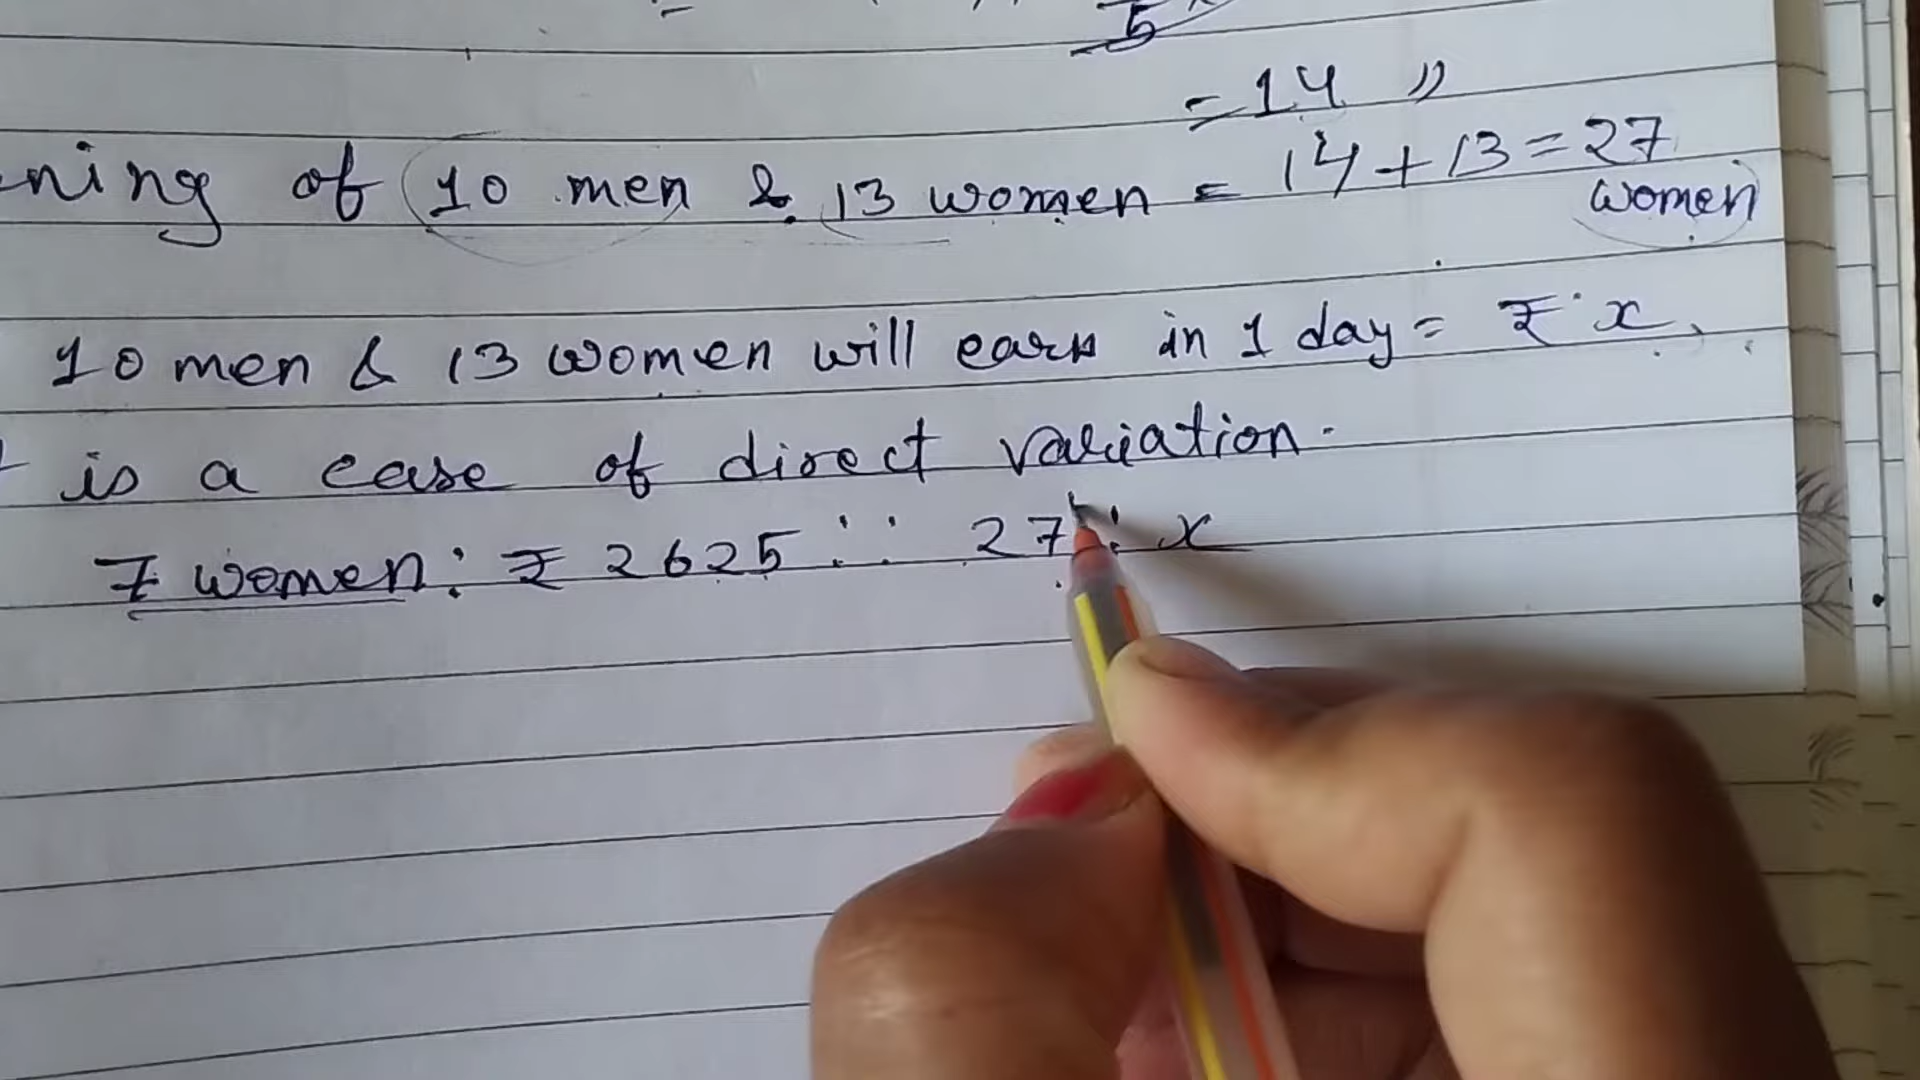 5
= 14 "
ning of 10 men & 13 women = 14 + 13 = 27
women
10 men & 13 women will earn in 1 day = ₹ x,
is a case of direct variation.
7 women : ₹ 2625 :: 27 : x